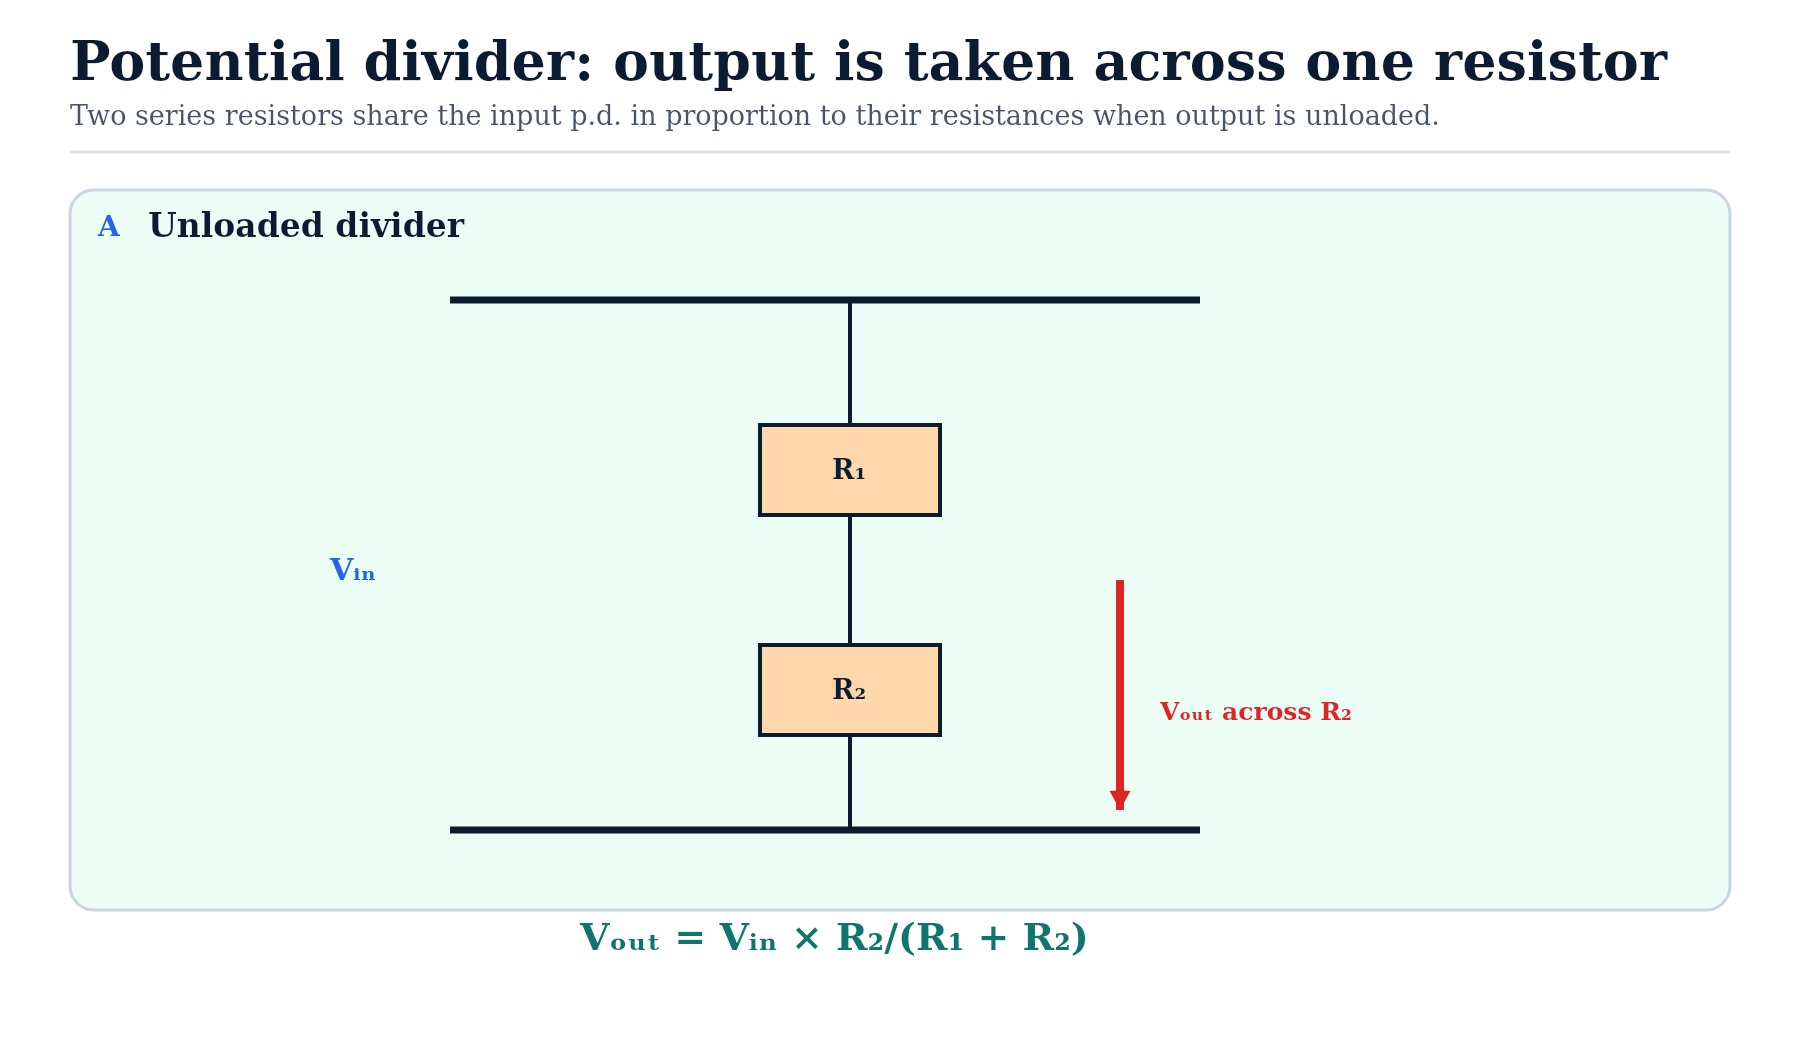 Potential divider: output is taken across one resistor
Two series resistors share the input p.d. in proportion to their resistances when output is unloaded.
A Unloaded divider
R₁
Vᵢₙ
R₂
Vₒᵤₜ across R₂
Vₒᵤₜ = Vᵢₙ × R₂/(R₁ + R₂)